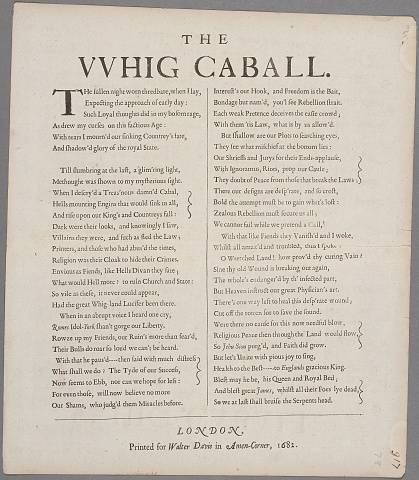 THE
VVHIG CABALL.
THe sullen night worn thredbare, when I lay,
Expecting the approach of early day:
Such Loyal thoughts did in my bosom rage,
As drew my curses on this factious Age:
With tears I mourn'd our sinking Countrey's fate,
And shadow'd glory of the royal State.
Till slumbring at the last, a glim'ring light,
Methought was shown to my mysterious sight.
When I descry'd a Treas'nous damn'd Cabal,
Hells mounting Engins that would sink us all,
And rise upon our King's and Countreys fall:
Dark were their looks, and knowingly I saw,
Villains they were, and such as sled the Law;
Printers, and those who had abus'd the times,
Religion was their Cloak to hide their Crimes.
Envious as Fiends, like Hells Divan they sate;
What would Hell more? to ruin Church and State:
So vile as these, it never could appear,
Had the great Whig-land Lucifer been there.
When in an abrupt voice I heard one cry,
Romes Idol-Turk than't gorge our Liberty.
Rowze up my Friends, our Ruin's more than fear'd,
Their Bulls do roar so loud we can't be heard.
With that he paus'd—then said with much distress
What shall we do? The Tyde of our Success,
Now seems to Ebb, nor can we hope for less:
For even those, will now believe no more
Our Shams, who judg'd them Miracles before.
Interest's our Hook, and Freedom is the Bait,
Bondage but nam'd, you'l see Rebellion strait.
Each weak Pretence deceives the easie crowd;
With them 'tis Law, what is by us allow'd.
But shallow are our Plots to searching eyes,
They see what mischief at the bottom lies:
Our Shrieffs and Jurys for their Ends applause,
With Ignoramus, Riots, prop our Cause;
They doubt of Peace from those that break the Laws
There our designs are desp'rate, and so crost,
Bold the attempt must be to gain what's lost:
Zealous Rebellion must secure us all;
We cannot fail while we pretend a Call,
With that like Fiends they Vanish'd and I woke,
Whilst all amaz'd and troubled, thus I spoke:
O Wretched Land! how prov'd thy curing Vain!
Sine thy old Wound is breaking out again,
The whole's endanger'd by th' infected part,
But Heaven instruct our great Physician's art.
There's one way left to heal this desp'rate wound,
Cut off the rotten los to save the sound.
Were there no cause for this now needful blow,
Religious Peace then though the Land would flow,
So John Sins purg'd, and Faith did grow.
But let's Unite with pious joy to sing,
Health to the Best----to Englands gracious King.
Blest may he be, his Queen and Royal Bed,
And blest great James, whilst all their Foes lye dead,
So we at last shall bruise the Serpents head.
LONDON,
Printed for Walter Davis in Amen-Corner, 1682.